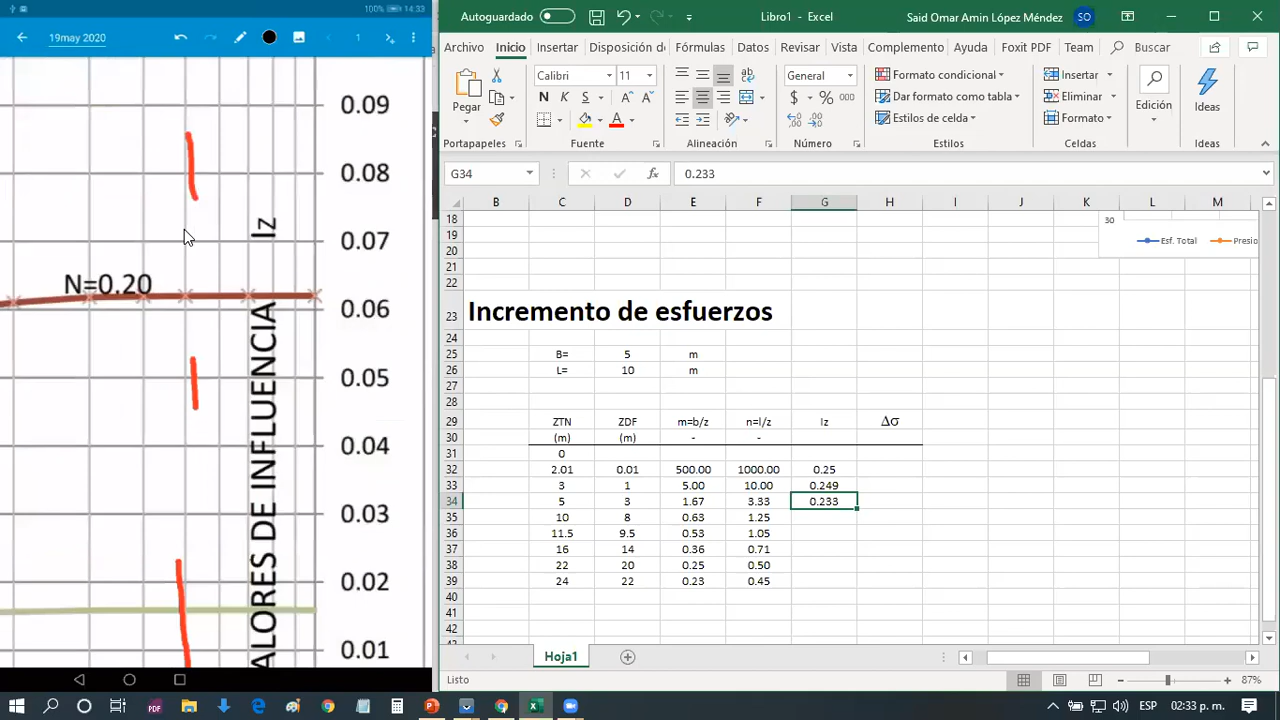 100% 14:33
19may 2020
1
0.09
0.08
0.07
0.06
0.05
0.04
0.03
0.02
0.01
N=0.20
ALORES DE INFLUENCIA Iz
Autoguardado
Libro1 - Excel
Said Omar Amin López Méndez
SO
Archivo Inicio Insertar Disposición d Fórmulas Datos Revisar Vista Complemento Ayuda Foxit PDF Team Buscar
Pegar
Portapapeles
Calibri 11
N K S
Fuente
Alineación
General
$ % 000
Número
Formato condicional
Dar formato como tabla
Estilos de celda
Estilos
Insertar
Eliminar
Formato
Celdas
Edición
Ideas
Ideas
G34 fx 0.233
B C D E F G H I J K L M
18
19
20
21
22
23
24
25
26
27
28
29
30
31
32
33
34
35
36
37
38
39
40
41
42
30
Esf. Total Presio
Incremento de esfuerzos
B= 5 m
L= 10 m
ZTN ZDF m=b/z n=l/z Iz Δσ
(m) (m) - -
0
2.01 0.01 500.00 1000.00 0.25
3 1 5.00 10.00 0.249
5 3 1.67 3.33 0.233
10 8 0.63 1.25
11.5 9.5 0.53 1.05
16 14 0.36 0.71
22 20 0.25 0.50
24 22 0.23 0.45
Hoja1
Listo
87%
ESP 02:33 p. m.